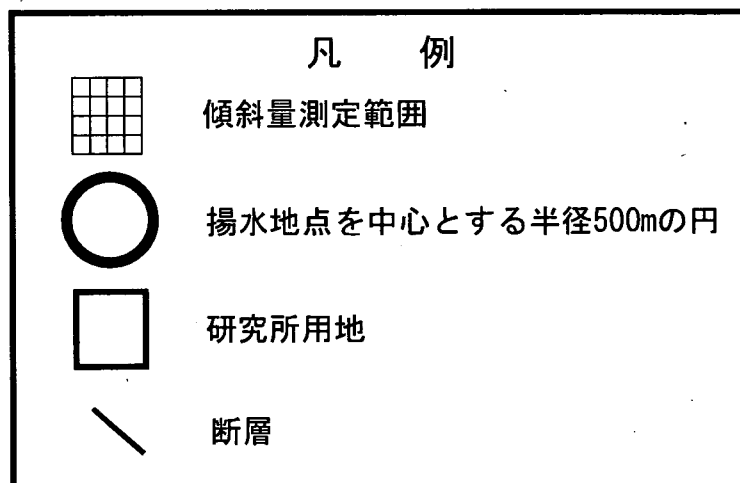 凡 例
傾斜量測定範囲
揚水地点を中心とする半径500mの円
研究所用地
断層